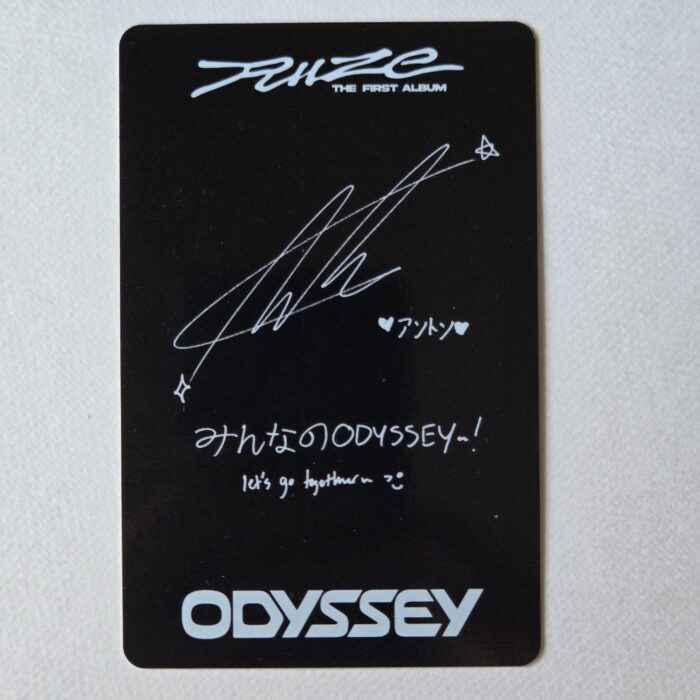 RIIZE
THE FIRST ALBUM
♥アントン♥
みんなのODYSSEY~!
let's go together~ >:)
ODYSSEY